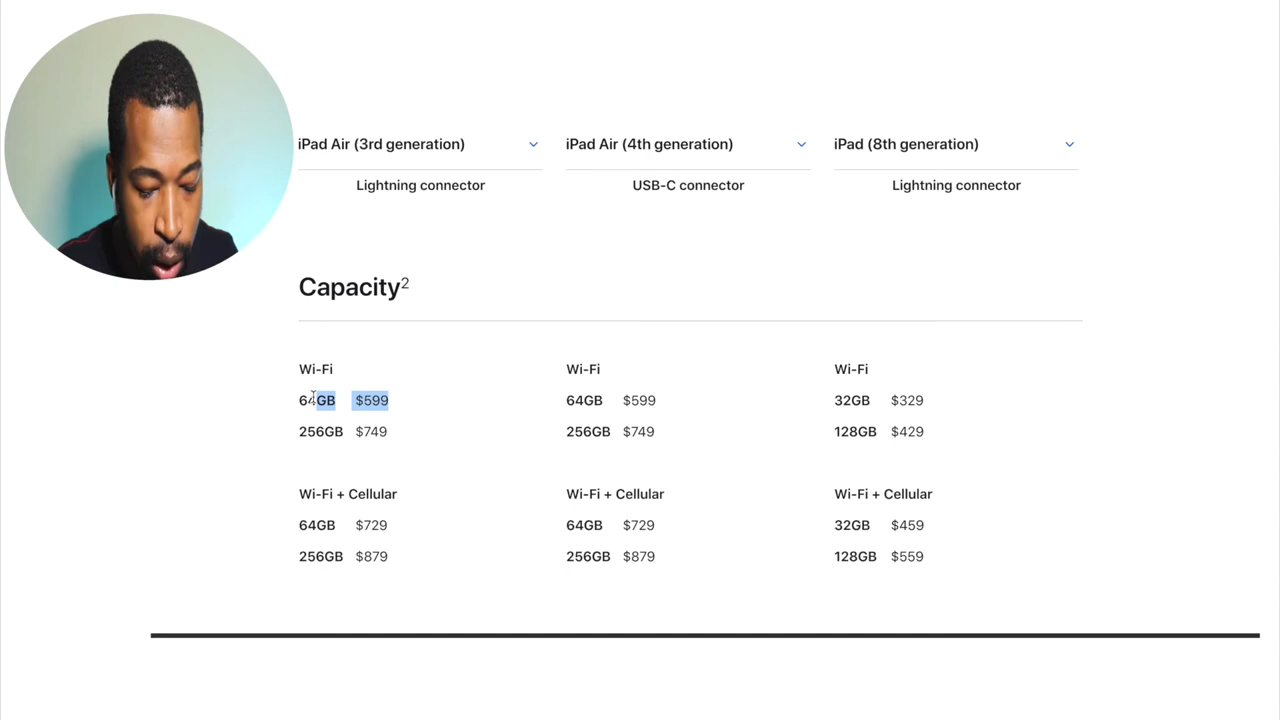 iPad Air (3rd generation) iPad Air (4th generation) iPad (8th generation)
Lightning connector USB-C connector Lightning connector
Capacity2
Wi-Fi Wi-Fi Wi-Fi
64GB $599 64GB $599 32GB $329
256GB $749 256GB $749 128GB $429
Wi-Fi + Cellular Wi-Fi + Cellular Wi-Fi + Cellular
64GB $729 64GB $729 32GB $459
256GB $879 256GB $879 128GB $559